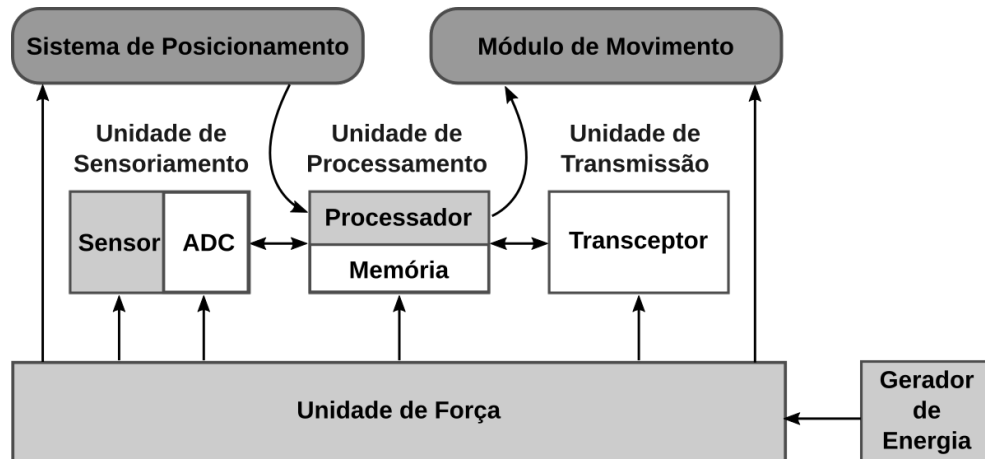 Sistema de Posicionamento
Módulo de Movimento
Unidade de
Sensoriamento
Unidade de
Processamento
Unidade de
Transmissão
Sensor
ADC
Processador
Memória
Transceptor
Unidade de Força
Gerador
de
Energia